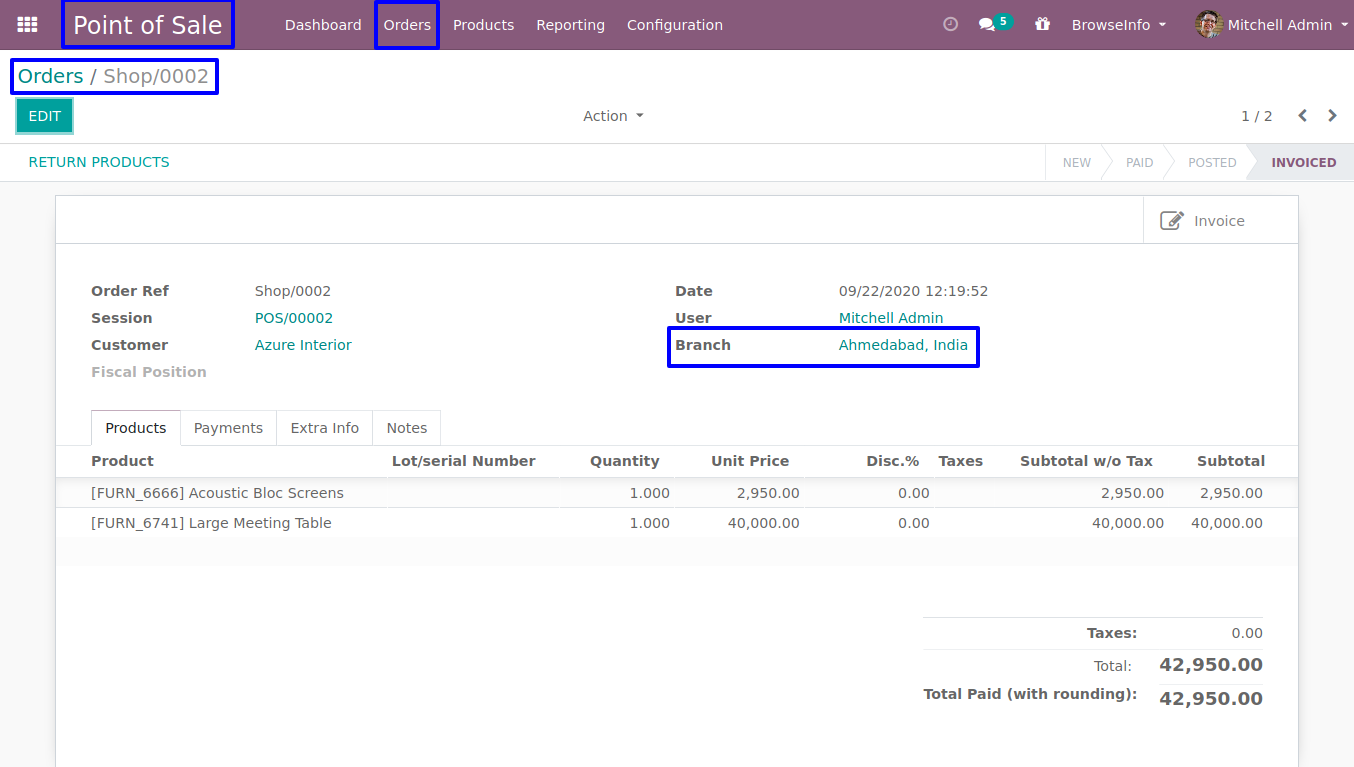 Point of Sale Dashboard Orders Products Reporting Configuration 5 BrowseInfo Mitchell Admin
Orders / Shop/0002
EDIT Action 1 / 2
RETURN PRODUCTS NEW PAID POSTED INVOICED
Invoice
Order Ref Shop/0002 Date 09/22/2020 12:19:52
Session POS/00002 User Mitchell Admin
Customer Azure Interior Branch Ahmedabad, India
Fiscal Position
Products Payments Extra Info Notes
Product Lot/serial Number Quantity Unit Price Disc.% Taxes Subtotal w/o Tax Subtotal
[FURN_6666] Acoustic Bloc Screens 1.000 2,950.00 0.00 2,950.00 2,950.00
[FURN_6741] Large Meeting Table 1.000 40,000.00 0.00 40,000.00 40,000.00
Taxes: 0.00
Total: 42,950.00
Total Paid (with rounding): 42,950.00